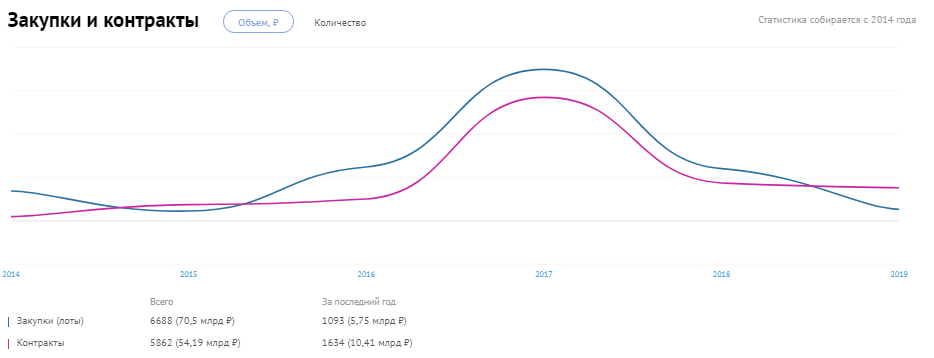 Закупки и контракты
Объем, ₽
Количество
Статистика собирается с 2014 года
2014 2015 2016 2017 2018 2019
Всего За последний год
Закупки (лоты) 6688 (70,5 млрд ₽) 1093 (5,75 млрд ₽)
Контракты 5862 (54,19 млрд ₽) 1634 (10,41 млрд ₽)